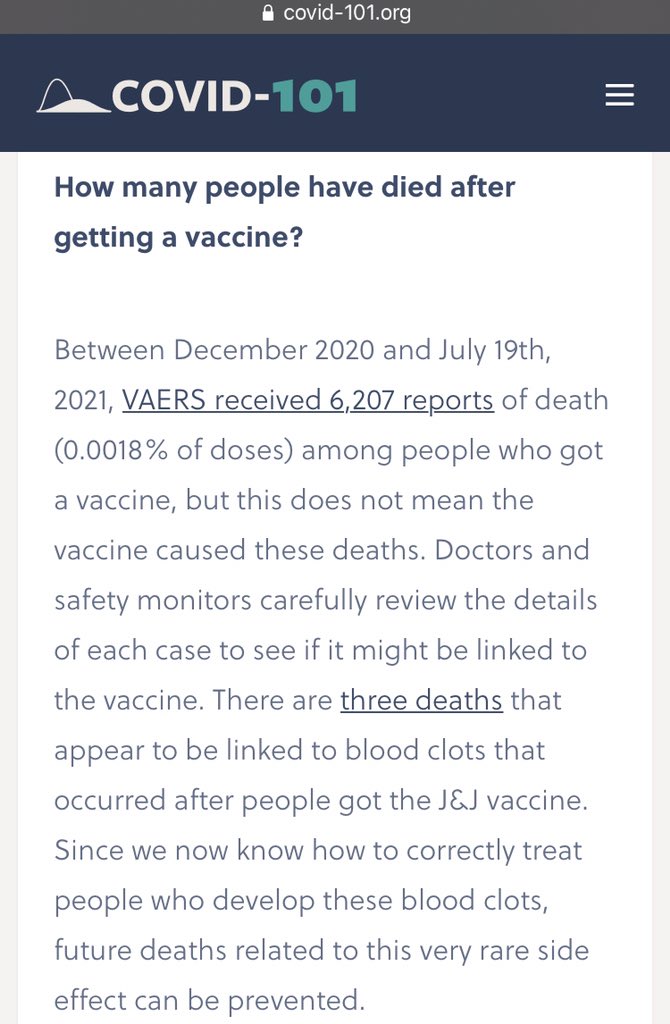 covid-101.org
COVID-101
How many people have died after
getting a vaccine?
Between December 2020 and July 19th,
2021, VAERS received 6,207 reports of death
(0.0018% of doses) among people who got
a vaccine, but this does not mean the
vaccine caused these deaths. Doctors and
safety monitors carefully review the details
of each case to see if it might be linked to
the vaccine. There are three deaths that
appear to be linked to blood clots that
occurred after people got the J&J vaccine.
Since we now know how to correctly treat
people who develop these blood clots,
future deaths related to this very rare side
effect can be prevented.